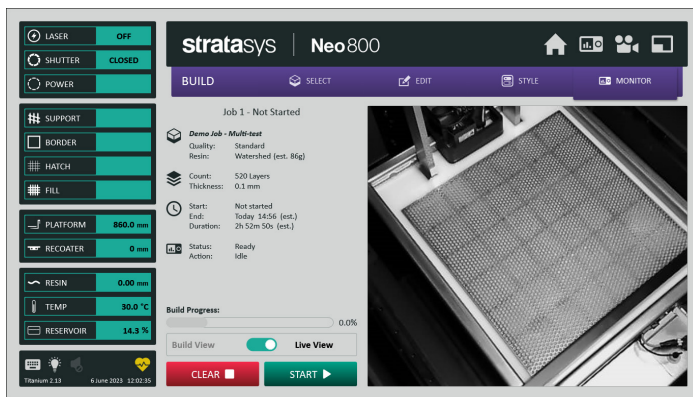 LASER OFF
SHUTTER CLOSED
POWER
SUPPORT
BORDER
HATCH
FILL
PLATFORM 860.0 mm
RECOATER 0 mm
RESIN 0.00 mm
TEMP 30.0 °C
RESERVOIR 14.3 %
Titanium 2.13 6 June 2023 12:02:35
stratasys | Neo800
BUILD SELECT EDIT STYLE MONITOR
Job 1 - Not Started
Demo Job - Multi-test
Quality: Standard
Resin: Watershed (est. 86g)
Count: 520 Layers
Thickness: 0.1 mm
Start: Not started
End: Today 14:56 (est.)
Duration: 2h 52m 50s (est.)
Status: Ready
Action: Idle
Build Progress:
0.0%
Build View Live View
CLEAR START